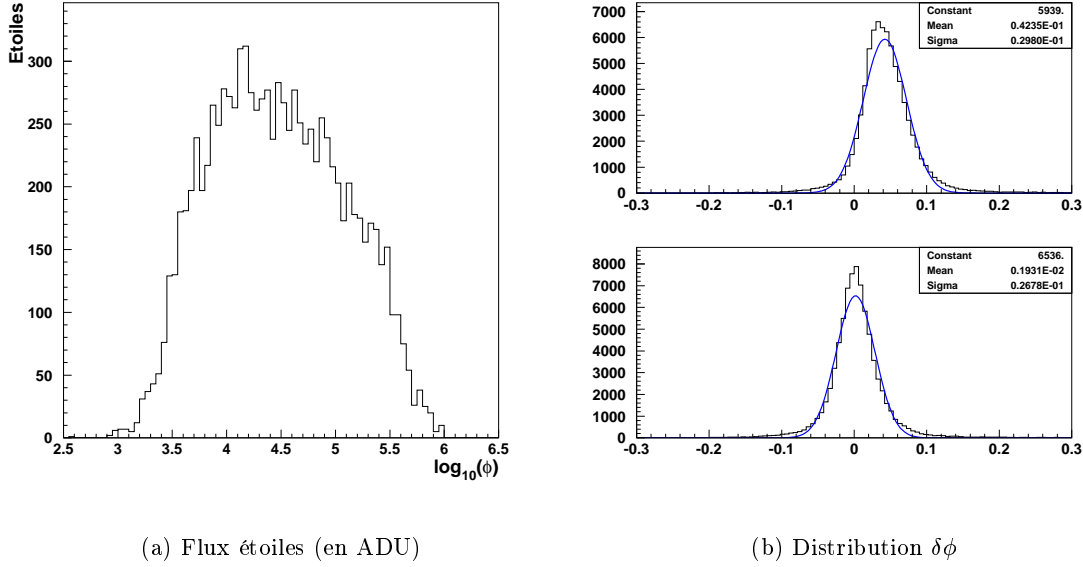 Etoiles
300
250
200
150
100
50
0
2.5 3 3.5 4 4.5 5 5.5 6 6.5
log10(ϕ)
(a) Flux étoiles (en ADU)
Constant 5939.
Mean 0.4235E-01
Sigma 0.2980E-01
7000
6000
5000
4000
3000
2000
1000
0
-0.3 -0.2 -0.1 0 0.1 0.2 0.3
Constant 6536.
Mean 0.1931E-02
Sigma 0.2678E-01
8000
7000
6000
5000
4000
3000
2000
1000
0
-0.3 -0.2 -0.1 0 0.1 0.2 0.3
(b) Distribution δϕ